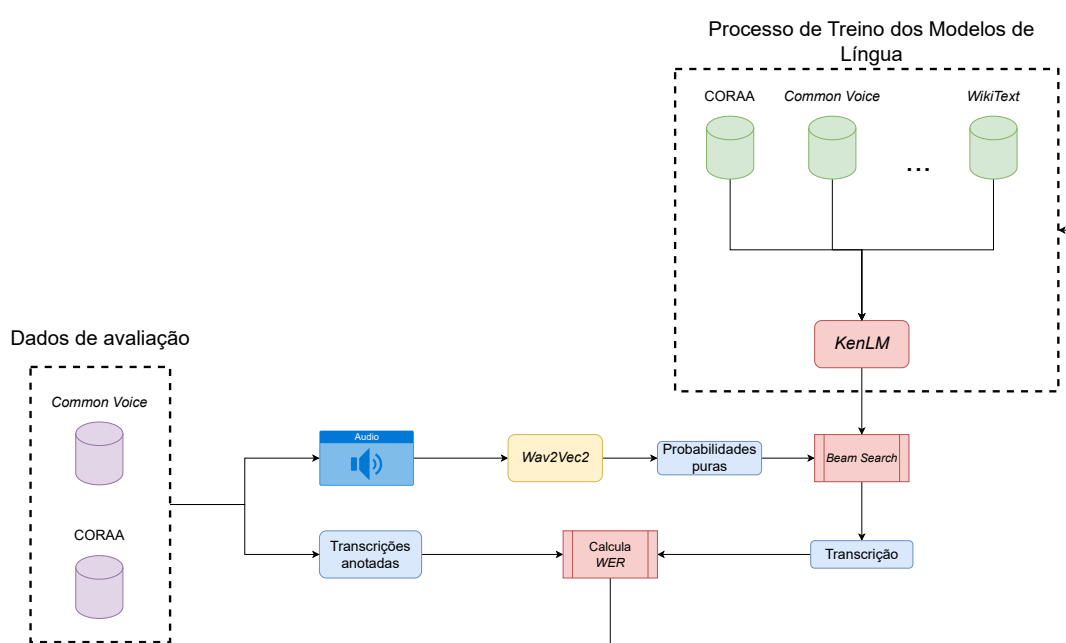 Processo de Treino dos Modelos de
Língua
CORAA
Common Voice
WikiText
...
KenLM
Dados de avaliação
Common Voice
CORAA
Audio
Wav2Vec2
Probabilidades
puras
Beam Search
Transcrições
anotadas
Calcula
WER
Transcrição